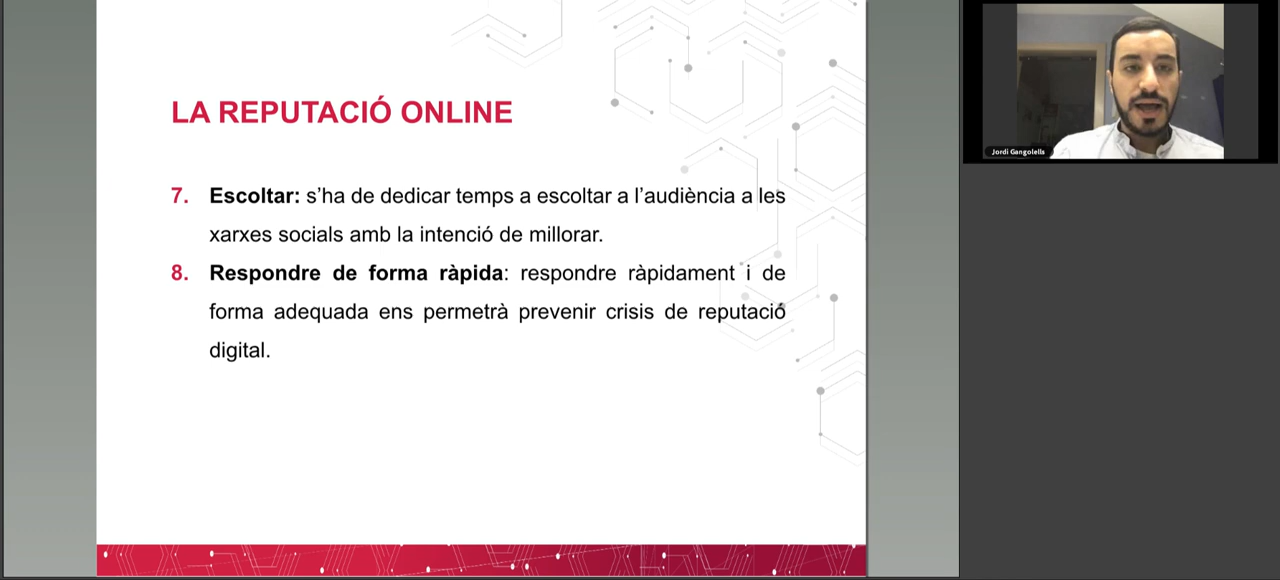 LA REPUTACIÓ ONLINE
7. Escoltar: s’ha de dedicar temps a escoltar a l’audiència a les
xarxes socials amb la intenció de millorar.
8. Respondre de forma ràpida: respondre ràpidament i de
forma adequada ens permetrà prevenir crisis de reputació
digital.
Jordi Gangolells